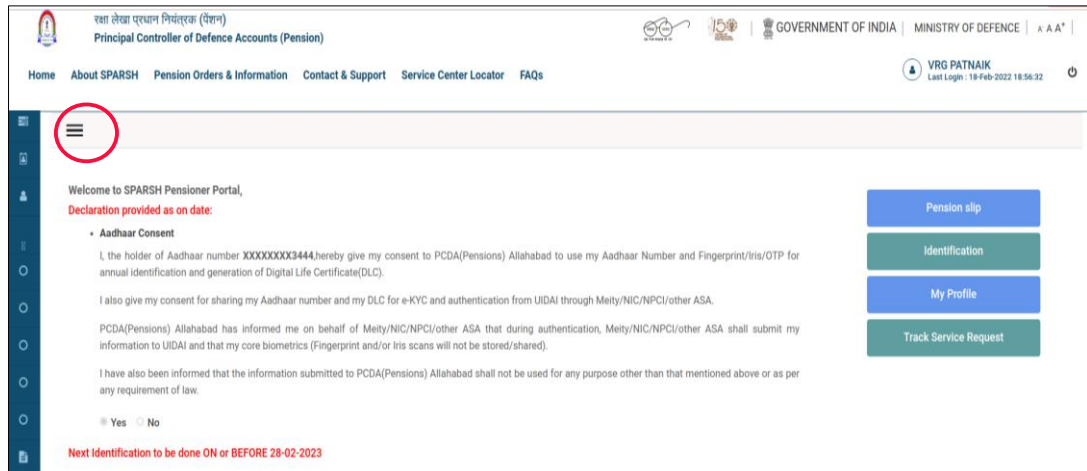 रक्षा लेखा प्रधान नियंत्रक (पेंशन)
Principal Controller of Defence Accounts (Pension)
GOVERNMENT OF INDIA | MINISTRY OF DEFENCE | A A A+ |
Home About SPARSH Pension Orders & Information Contact & Support Service Center Locator FAQs
VRG PATNAIK
Last Login : 18-Feb-2022 18:56:32
Welcome to SPARSH Pensioner Portal,
Declaration provided as on date:
• Aadhaar Consent
I, the holder of Aadhaar number XXXXXXXX3444,hereby give my consent to PCDA(Pensions) Allahabad to use my Aadhaar Number and Fingerprint/Iris/OTP for
annual identification and generation of Digital Life Certificate(DLC).
I also give my consent for sharing my Aadhaar number and my DLC for e-KYC and authentication from UIDAI through Meity/NIC/NPCI/other ASA.
PCDA(Pensions) Allahabad has informed me on behalf of Meity/NIC/NPCI/other ASA that during authentication, Meity/NIC/NPCI/other ASA shall submit my
information to UIDAI and that my core biometrics (Fingerprint and/or Iris scans will not be stored/shared).
I have also been informed that the information submitted to PCDA(Pensions) Allahabad shall not be used for any purpose other than that mentioned above or as per
any requirement of law.
Yes No
Next Identification to be done ON or BEFORE 28-02-2023
Pension slip
Identification
My Profile
Track Service Request